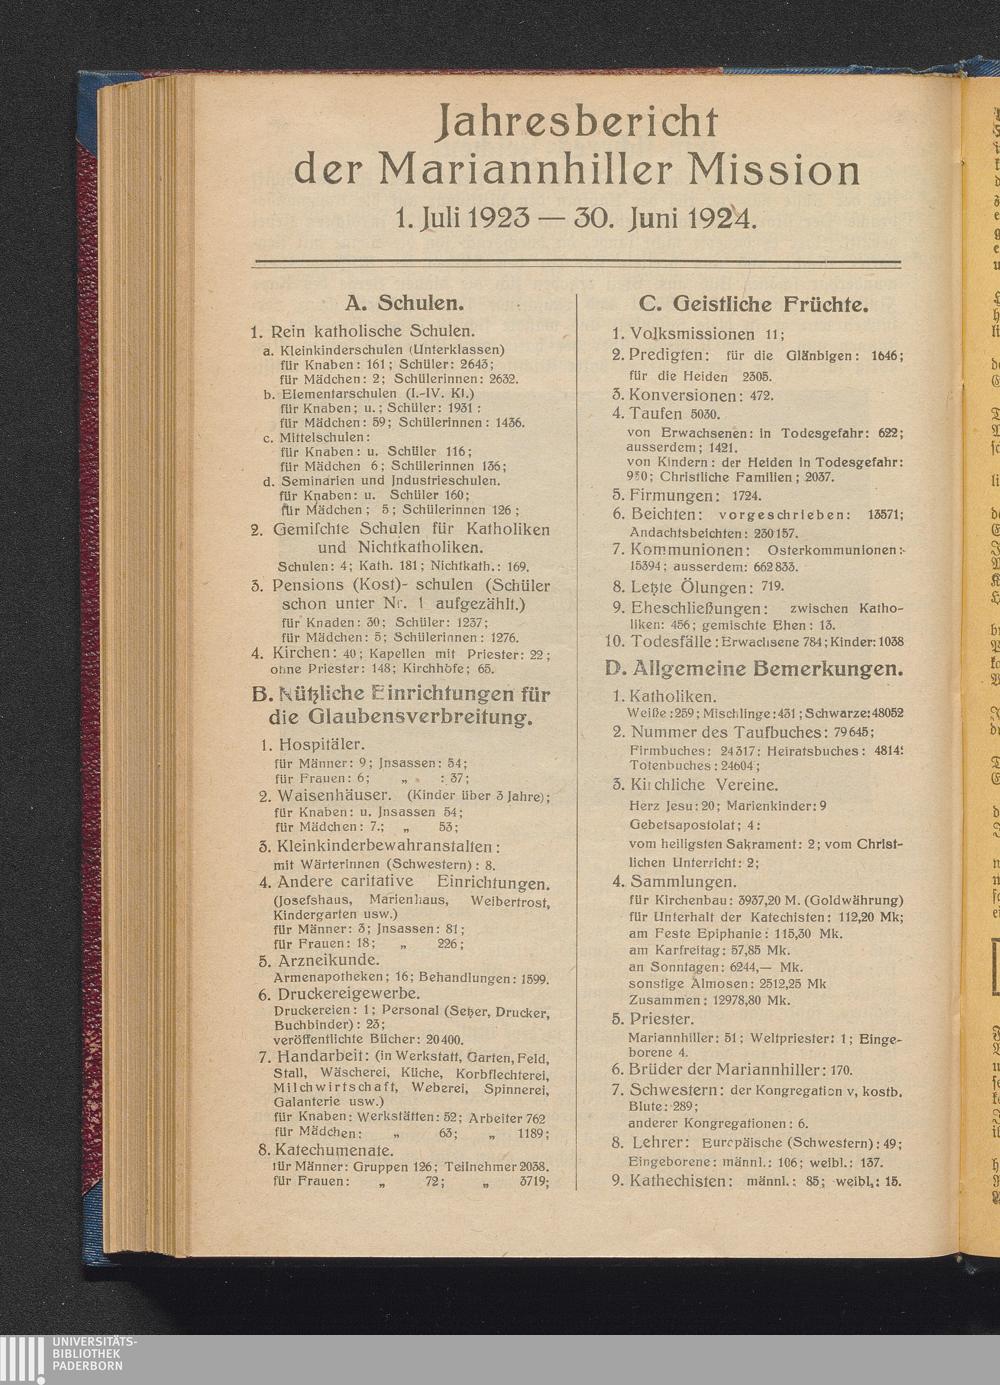 Jahresbericht
der Mariannhiller Mission
1. Juli 1923 — 30. Juni 1924.
A. Schulen.
1. Rein katholische Schulen.
a. Kleinkinderschulen (Unterklassen)
für Knaben: 161; Schüler: 2643;
für Mädchen: 2; Schülerinnen: 2632.
b. Elementarschulen (I.-IV. Kl.)
für Knaben; u.; Schüler: 1931 :
für Mädchen: 59; Schülerinnen: 1436.
c. Mittelschulen:
für Knaben: u. Schüler 116;
für Mädchen 6; Schülerinnen 136;
d. Seminarien und Jndustrieschulen.
für Knaben: u. Schüler 160;
für Mädchen; 5; Schülerinnen 126;
2. Gemischte Schulen für Katholiken
und Nichtkatholiken.
Schulen: 4; Kath. 181; Nichtkath.: 169.
3. Pensions (Kost)- schulen (Schüler
schon unter Nr. 1 aufgezählt.)
für Knaden: 30; Schüler: 1237;
für Mädchen: 5; Schülerinnen: 1276.
4. Kirchen: 40; Kapellen mit Priester: 22;
ohne Priester: 148; Kirchhöfe; 65.
B. Nützliche Einrichtungen für
die Glaubensverbreitung.
1. Hospitäler.
für Männer: 9; Jnsassen: 54;
für Frauen: 6; „ : 37;
2. Waisenhäuser. (Kinder über 3 Jahre);
für Knaben: u. Jnsassen 54;
für Mädchen: 7.; „ 53;
3. Kleinkinderbewahranstalten:
mit Wärterinnen (Schwestern): 8.
4. Andere caritative Einrichtungen.
(Josefshaus, Marienhaus, Weibertrost,
Kindergarten usw.)
für Männer: 3; Jnsassen: 81;
für Frauen: 18; „ 226;
5. Arzneikunde.
Armenapotheken; 16; Behandlungen: 1599.
6. Druckereigewerbe.
Druckereien: 1; Personal (Setzer, Drucker,
Buchbinder): 23;
veröffentlichte Bücher: 20400.
7. Handarbeit: (in Werkstatt, Garten, Feld,
Stall, Wäscherei, Küche, Korbflechterei,
Milchwirtschaft, Weberei, Spinnerei,
Galanterie usw.)
für Knaben: Werkstätten: 52; Arbeiter 762
für Mädchen: „ 63; „ 1189;
8. Katechumenate.
für Männer: Gruppen 126; Teilnehmer 2038.
für Frauen: „ 72; „ 3719;
C. Geistliche Früchte.
1. Volksmissionen 11;
2. Predigten: für die Glänbigen: 1646;
für die Heiden 2305.
3. Konversionen: 472.
4. Taufen 5030.
von Erwachsenen: in Todesgefahr: 622;
ausserdem; 1421.
von Kindern: der Heiden in Todesgefahr:
950; Christliche Familien; 2037.
5. Firmungen: 1724.
6. Beichten: vorgeschrieben: 13571;
Andachtsbeichten: 230157.
7. Kommunionen: Osterkommunionen:-
15394; ausserdem: 662833.
8. Letzte Ölungen: 719.
9. Eheschließungen: zwischen Katho-
liken: 456; gemischte Ehen: 13.
10. Todesfälle: Erwachsene 784; Kinder: 1038
D. Allgemeine Bemerkungen.
1. Katholiken.
Weiße: 259; Mischlinge: 431; Schwarze: 48052
2. Nummer des Taufbuches: 79645;
Firmbuches: 24317; Heiratsbuches: 4814:
Totenbuches: 24604;
3. Kirchliche Vereine.
Herz Jesu: 20; Marienkinder: 9
Gebetsapostolat; 4:
vom heiligsten Sakrament: 2; vom Christ-
lichen Unterricht: 2;
4. Sammlungen.
für Kirchenbau: 3937,20 M. (Goldwährung)
für Unterhalt der Katechisten: 112,20 Mk;
am Feste Epiphanie: 115,30 Mk.
am Karfreitag: 57,85 Mk.
an Sonntagen: 6244,— Mk.
sonstige Almosen: 2512,25 Mk
Zusammen: 12978,80 Mk.
5. Priester.
Mariannhiller: 51; Weltpriester: 1; Einge-
borene 4.
6. Brüder der Mariannhiller: 170.
7. Schwestern: der Kongregation v, kostb.
Blute: 289;
anderer Kongregationen: 6.
8. Lehrer: Europäische (Schwestern): 49;
Eingeborene: männl.: 106; weibl.: 137.
9. Kathechisten: männl.: 85; weibl,: 15.
UNIVERSITÄTS-
BIBLIOTHEK
PADERBORN